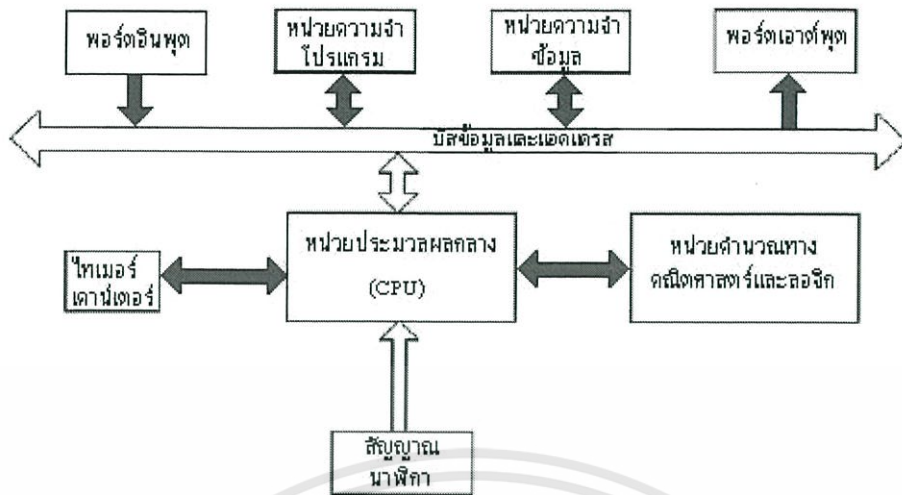 พอร์ตอินพุต
หน่วยความจำ
โปรแกรม
หน่วยความจำ
ข้อมูล
พอร์ตเอาต์พุต
บัสข้อมูลและแอดเดรส
หน่วยประมวลผลกลาง
(CPU)
ไทเมอร์
เคาน์เตอร์
หน่วยคำนวณทาง
คณิตศาสตร์และลอจิก
สัญญาณ
นาฬิกา